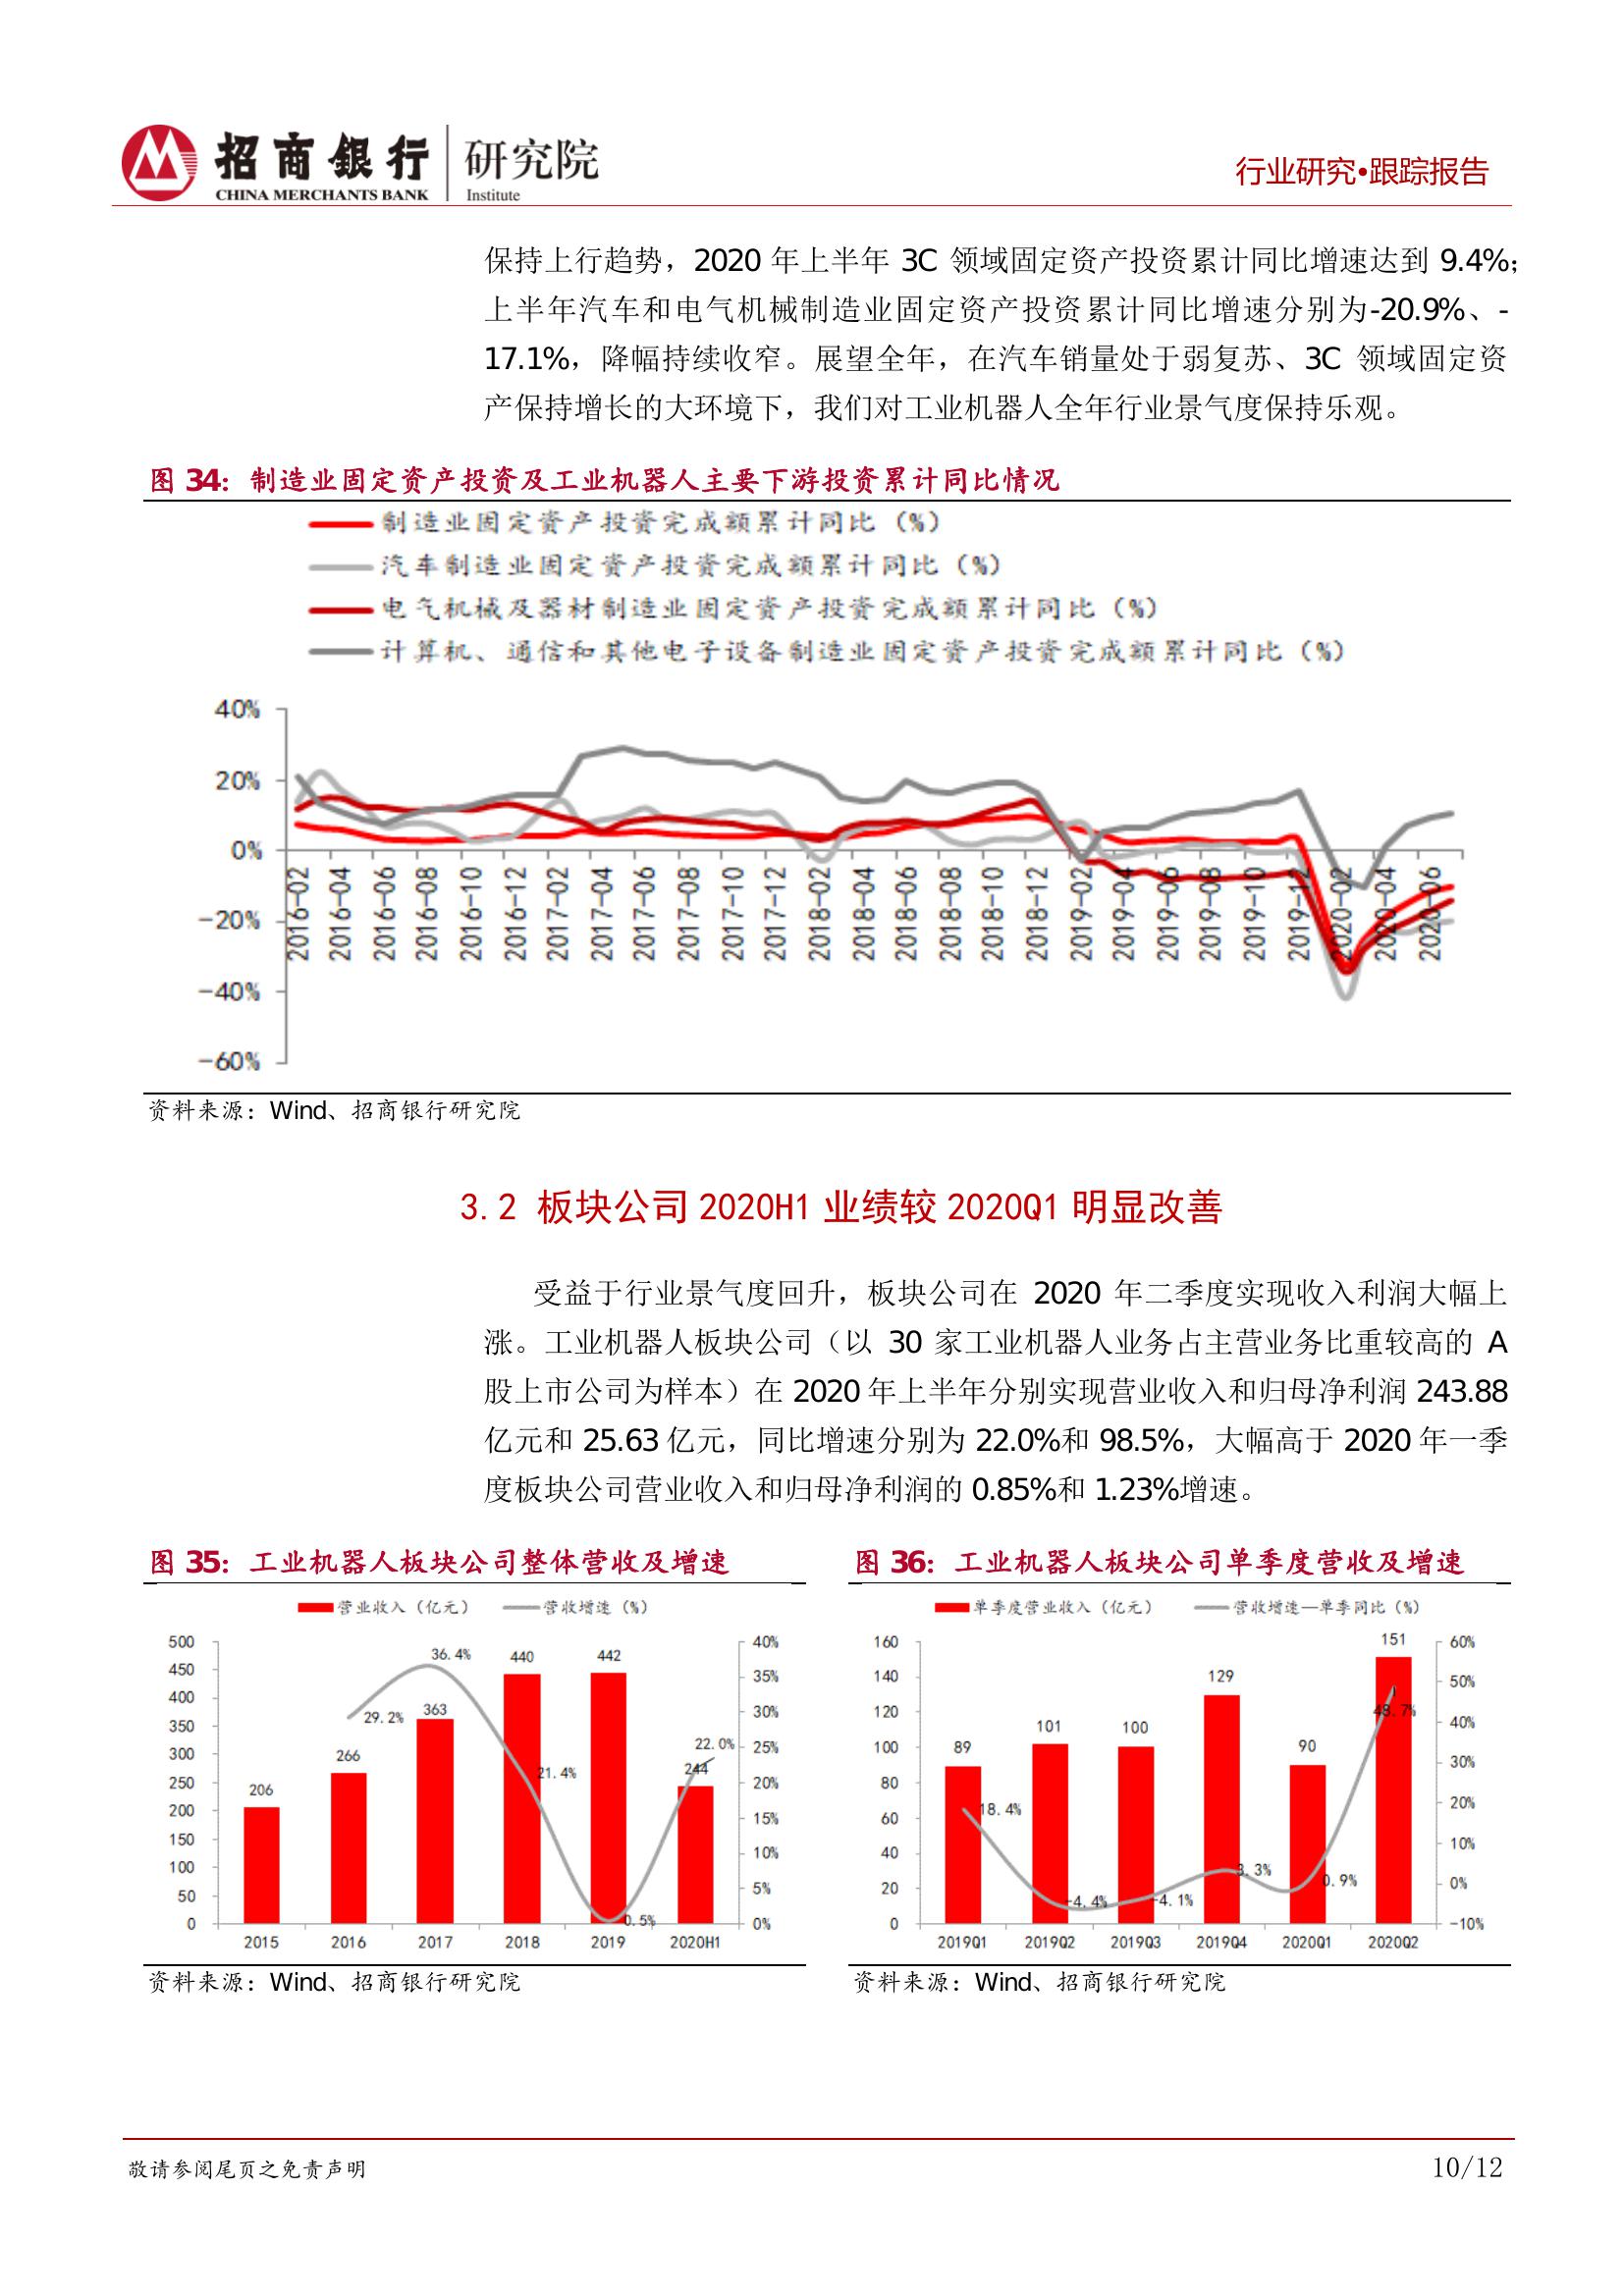 招商銀行 研究院
CHINA MERCHANTS BANK Institute
行业研究•跟踪报告
保持上行趋势，2020 年上半年 3C 领域固定资产投资累计同比增速达到 9.4%；
上半年汽车和电气机械制造业固定资产投资累计同比增速分别为-20.9%、-
17.1%，降幅持续收窄。展望全年，在汽车销量处于弱复苏、3C 领域固定资
产保持增长的大环境下，我们对工业机器人全年行业景气度保持乐观。
图 34：制造业固定资产投资及工业机器人主要下游投资累计同比情况
制造业固定资产投资完成额累计同比（%）
汽车制造业固定资产投资完成额累计同比（%）
电气机械及器材制造业固定资产投资完成额累计同比（%）
计算机、通信和其他电子设备制造业固定资产投资完成额累计同比（%）
40%
20%
0%
-20%
-40%
-60%
2016-02 2016-04 2016-06 2016-08 2016-10 2016-12 2017-02 2017-04 2017-06 2017-08 2017-10 2017-12 2018-02 2018-04 2018-06 2018-08 2018-10 2018-12 2019-02 2019-04 2019-06 2019-08 2019-10 2019-12 2020-02 2020-04 2020-06
资料来源：Wind、招商银行研究院
3.2 板块公司 2020H1 业绩较 2020Q1 明显改善
受益于行业景气度回升，板块公司在 2020 年二季度实现收入利润大幅上
涨。工业机器人板块公司（以 30 家工业机器人业务占主营业务比重较高的 A
股上市公司为样本）在 2020 年上半年分别实现营业收入和归母净利润 243.88
亿元和 25.63 亿元，同比增速分别为 22.0%和 98.5%，大幅高于 2020 年一季
度板块公司营业收入和归母净利润的 0.85%和 1.23%增速。
图 35：工业机器人板块公司整体营收及增速
营业收入（亿元） 营收增速（%）
500
450
400
350
300
250
200
150
100
50
0
206 266 363 440 442 244
29.2% 36.4% 21.4% 0.5% 22.0%
40%
35%
30%
25%
20%
15%
10%
5%
0%
2015 2016 2017 2018 2019 2020H1
资料来源：Wind、招商银行研究院
图 36：工业机器人板块公司单季度营收及增速
单季度营业收入（亿元） 营收增速—单季同比（%）
160
140
120
100
80
60
40
20
0
89 101 100 129 90 151
18.4% -4.4% -4.1% 3.3% 0.9% 48.7%
60%
50%
40%
30%
20%
10%
0%
-10%
2019Q1 2019Q2 2019Q3 2019Q4 2020Q1 2020Q2
资料来源：Wind、招商银行研究院
敬请参阅尾页之免责声明
10/12